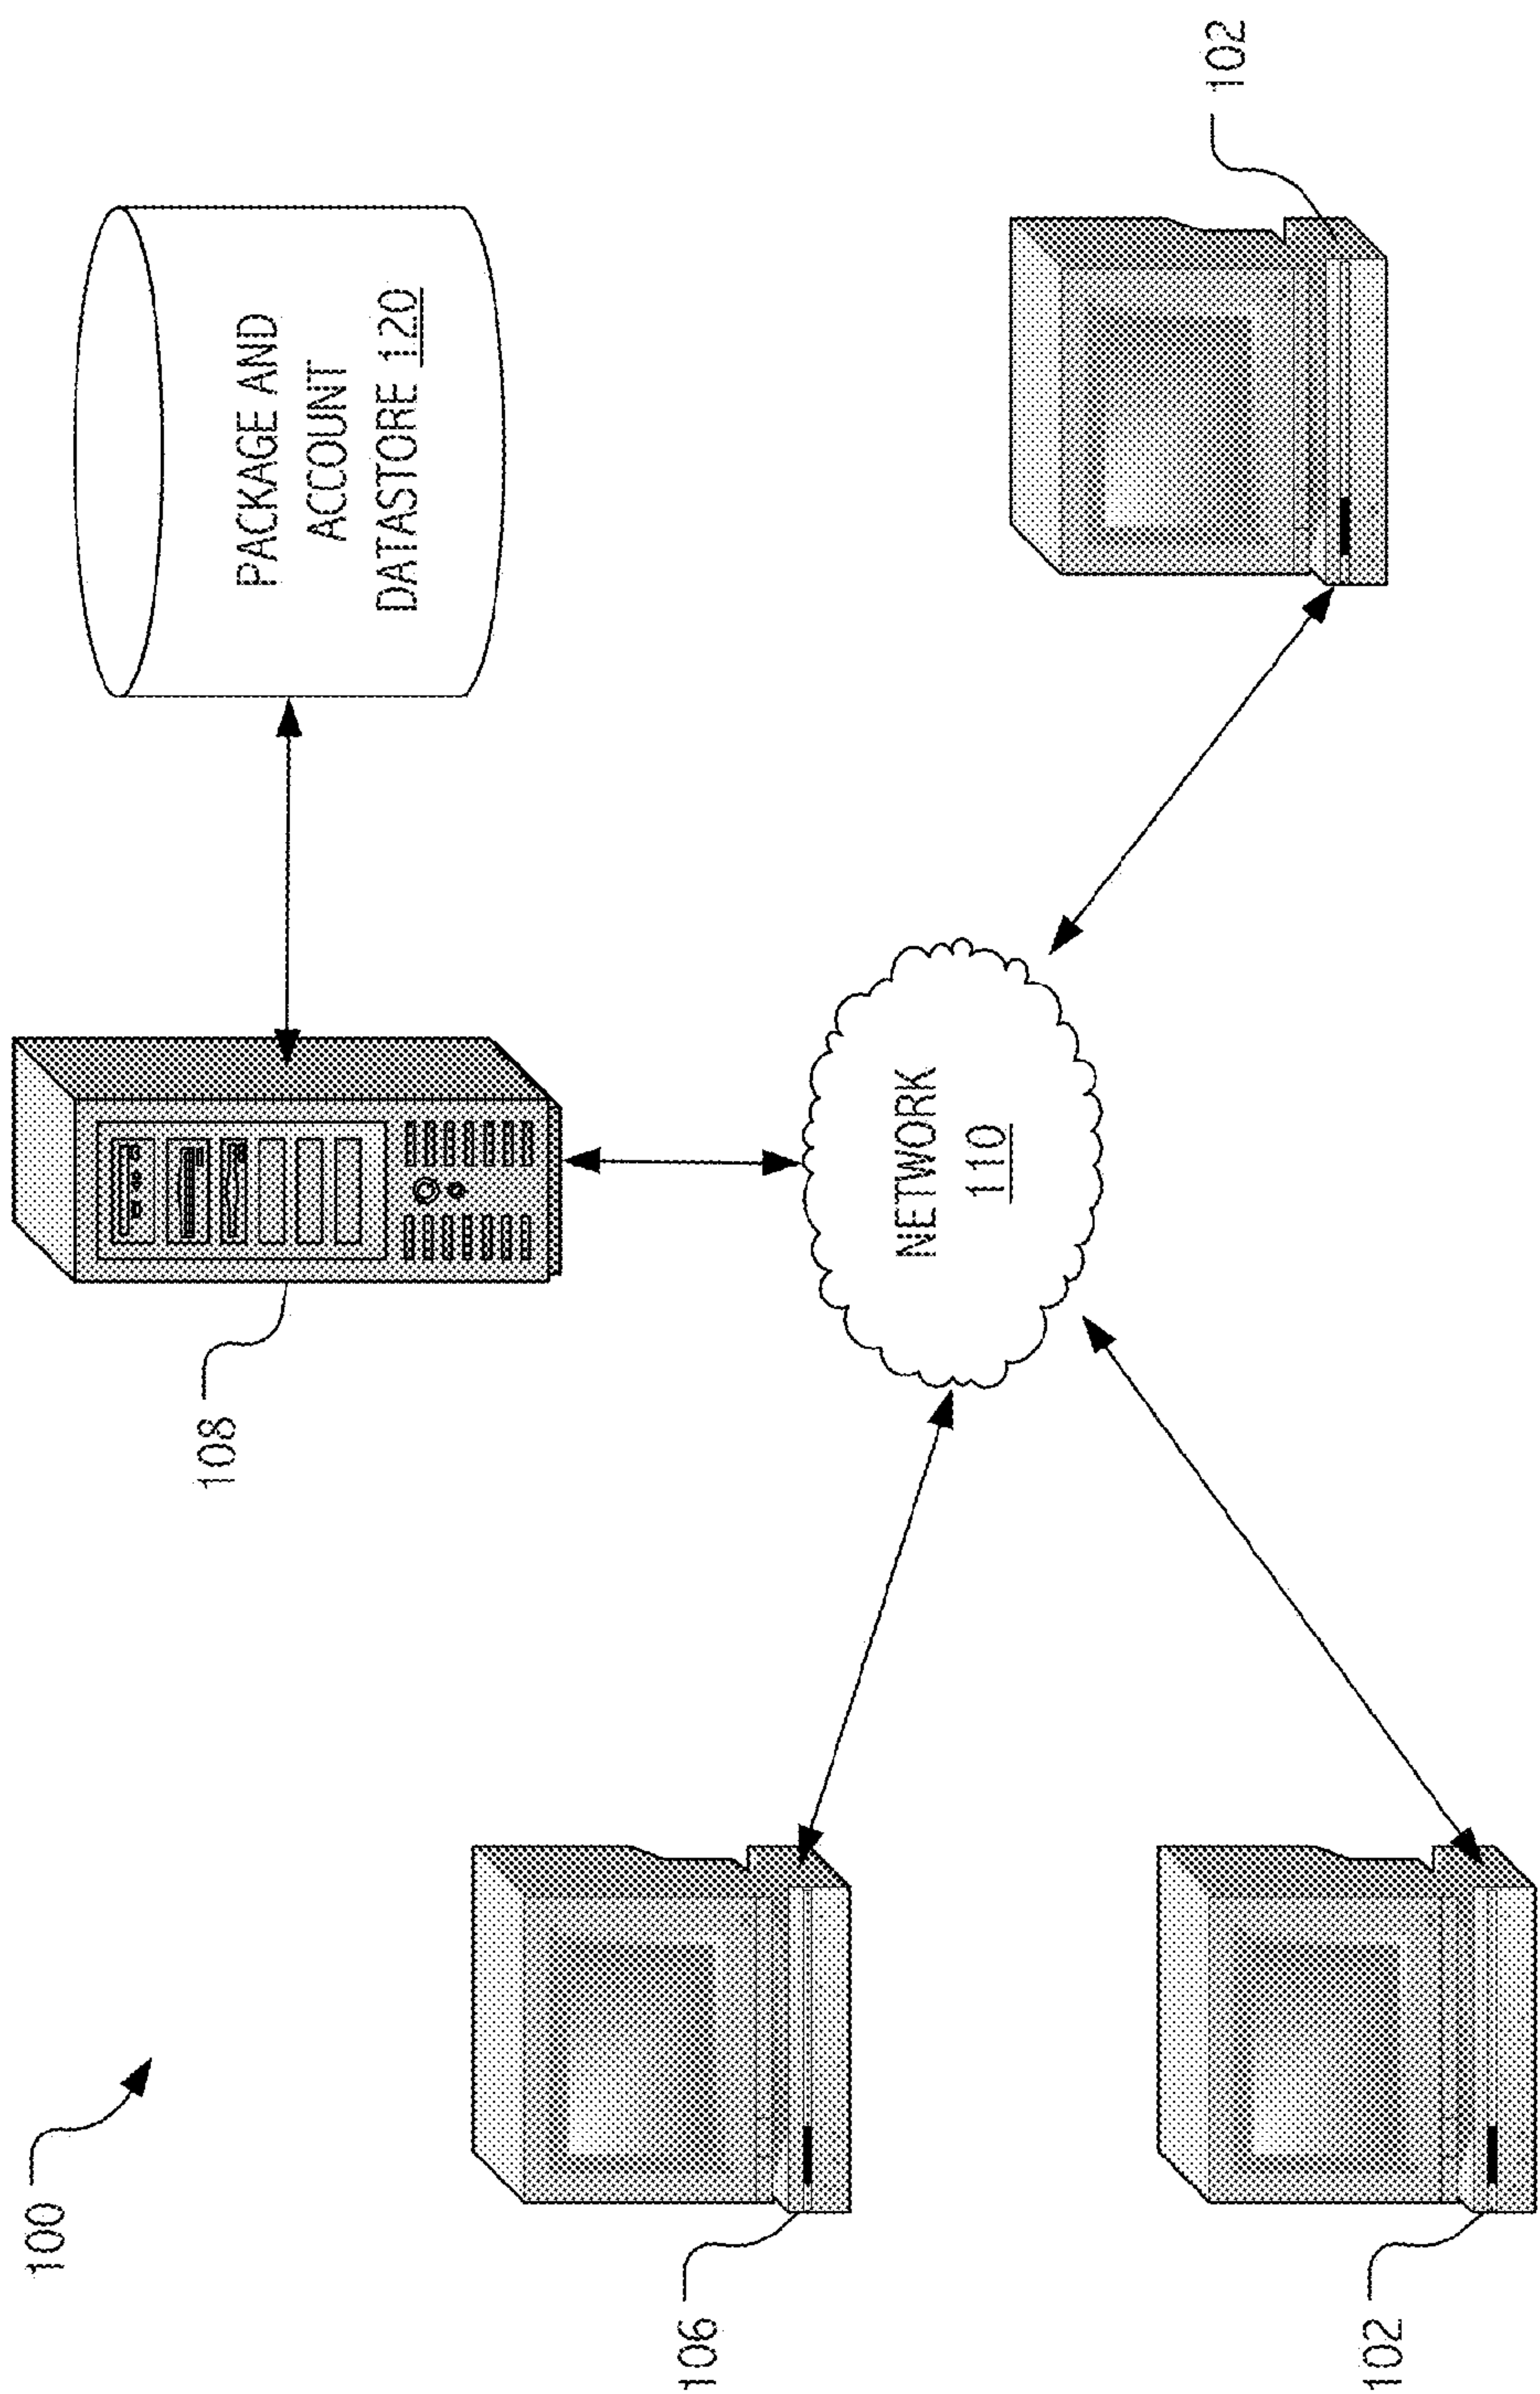 100
108
PACKAGE AND
ACCOUNT
DATASTORE 120
106
NETWORK
110
102
102